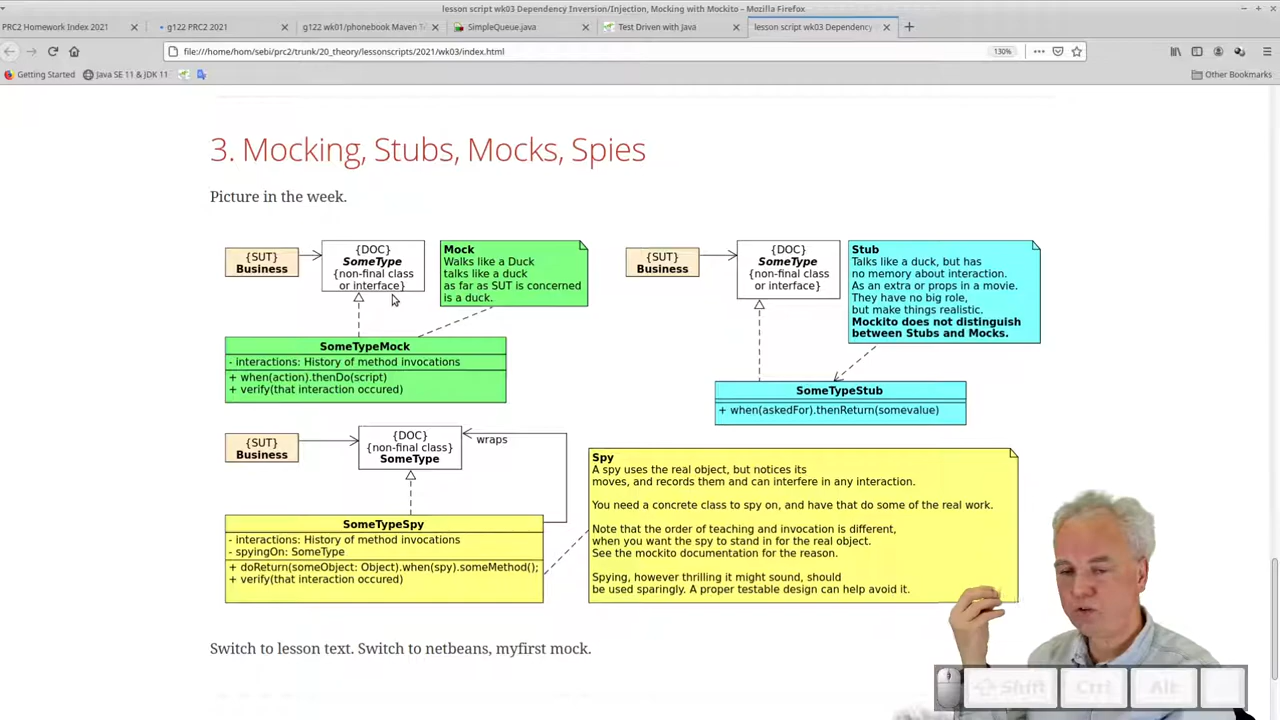 lesson script wk03 Dependency Inversion/Injection, Mocking with Mockito - Mozilla Firefox
PRC2 Homework Index 2021
g122 PRC2 2021
g122 wk01/phonebook Maven T
SimpleQueue.java
Test Driven with Java
lesson script wk03 Dependency
file:///home/hom/sebi/prc2/trunk/20_theory/lessonscripts/2021/wk03/index.html
130%
Getting Started
Java SE 11 & JDK 11
Other Bookmarks
3. Mocking, Stubs, Mocks, Spies
Picture in the week.
{SUT}
Business
{DOC}
SomeType
{non-final class
or interface}
Mock
Walks like a Duck
talks like a duck
as far as SUT is concerned
is a duck.
SomeTypeMock
- interactions: History of method invocations
+ when(action).thenDo(script)
+ verify(that interaction occured)
{SUT}
Business
{DOC}
SomeType
{non-final class
or interface}
Stub
Talks like a duck, but has
no memory about interaction.
As an extra or props in a movie.
They have no big role,
but make things realistic.
Mockito does not distinguish
between Stubs and Mocks.
SomeTypeStub
+ when(askedFor).thenReturn(somevalue)
{SUT}
Business
{DOC}
{non-final class}
SomeType
wraps
SomeTypeSpy
- interactions: History of method invocations
- spyingOn: SomeType
+ doReturn(someObject: Object).when(spy).someMethod();
+ verify(that interaction occured)
Spy
A spy uses the real object, but notices its
moves, and records them and can interfere in any interaction.
You need a concrete class to spy on, and have that do some of the real work.
Note that the order of teaching and invocation is different,
when you want the spy to stand in for the real object.
See the mockito documentation for the reason.
Spying, however thrilling it might sound, should
be used sparingly. A proper testable design can help avoid it.
Switch to lesson text. Switch to netbeans, myfirst mock.
Shift
Ctrl
Alt